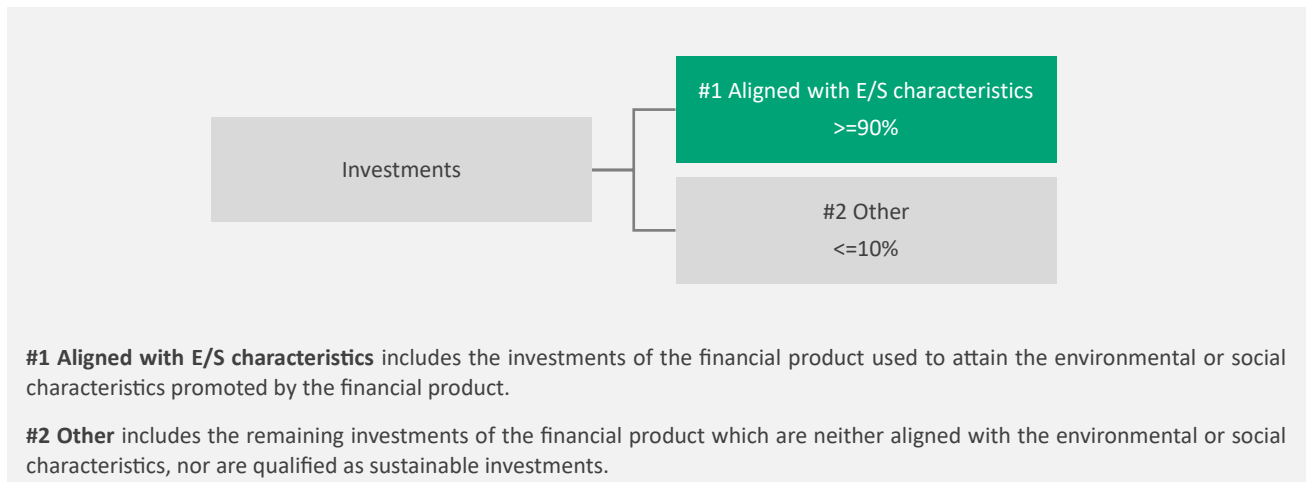 #1 Aligned with E/S characteristics
>=90%
Investments
#2 Other
<=10%
#1 Aligned with E/S characteristics includes the investments of the financial product used to attain the environmental or social
characteristics promoted by the financial product.
#2 Other includes the remaining investments of the financial product which are neither aligned with the environmental or social
characteristics, nor are qualified as sustainable investments.